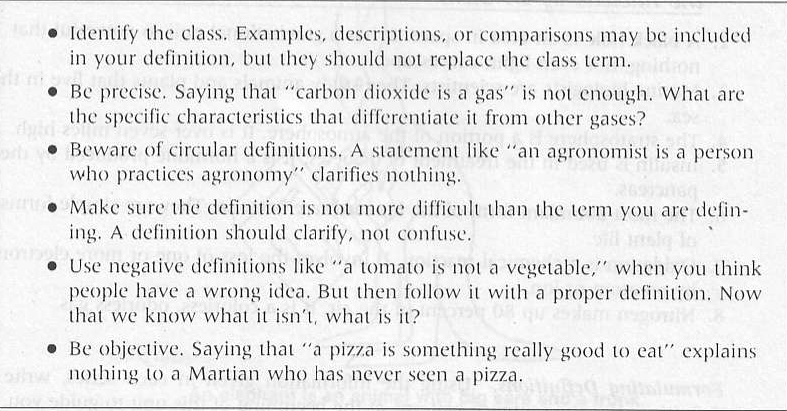 • Identify the class. Examples, descriptions, or comparisons may be included
in your definition, but they should not replace the class term.
• Be precise. Saying that “carbon dioxide is a gas” is not enough. What are
the specific characteristics that differentiate it from other gases?
• Beware of circular definitions. A statement like “an agronomist is a person
who practices agronomy” clarifies nothing.
• Make sure the definition is not more difficult than the term you are defin-
ing. A definition should clarify, not confuse.
• Use negative definitions like “a tomato is not a vegetable,” when you think
people have a wrong idea. But then follow it with a proper definition. Now
that we know what it isn’t, what is it?
• Be objective. Saying that “a pizza is something really good to eat” explains
nothing to a Martian who has never seen a pizza.